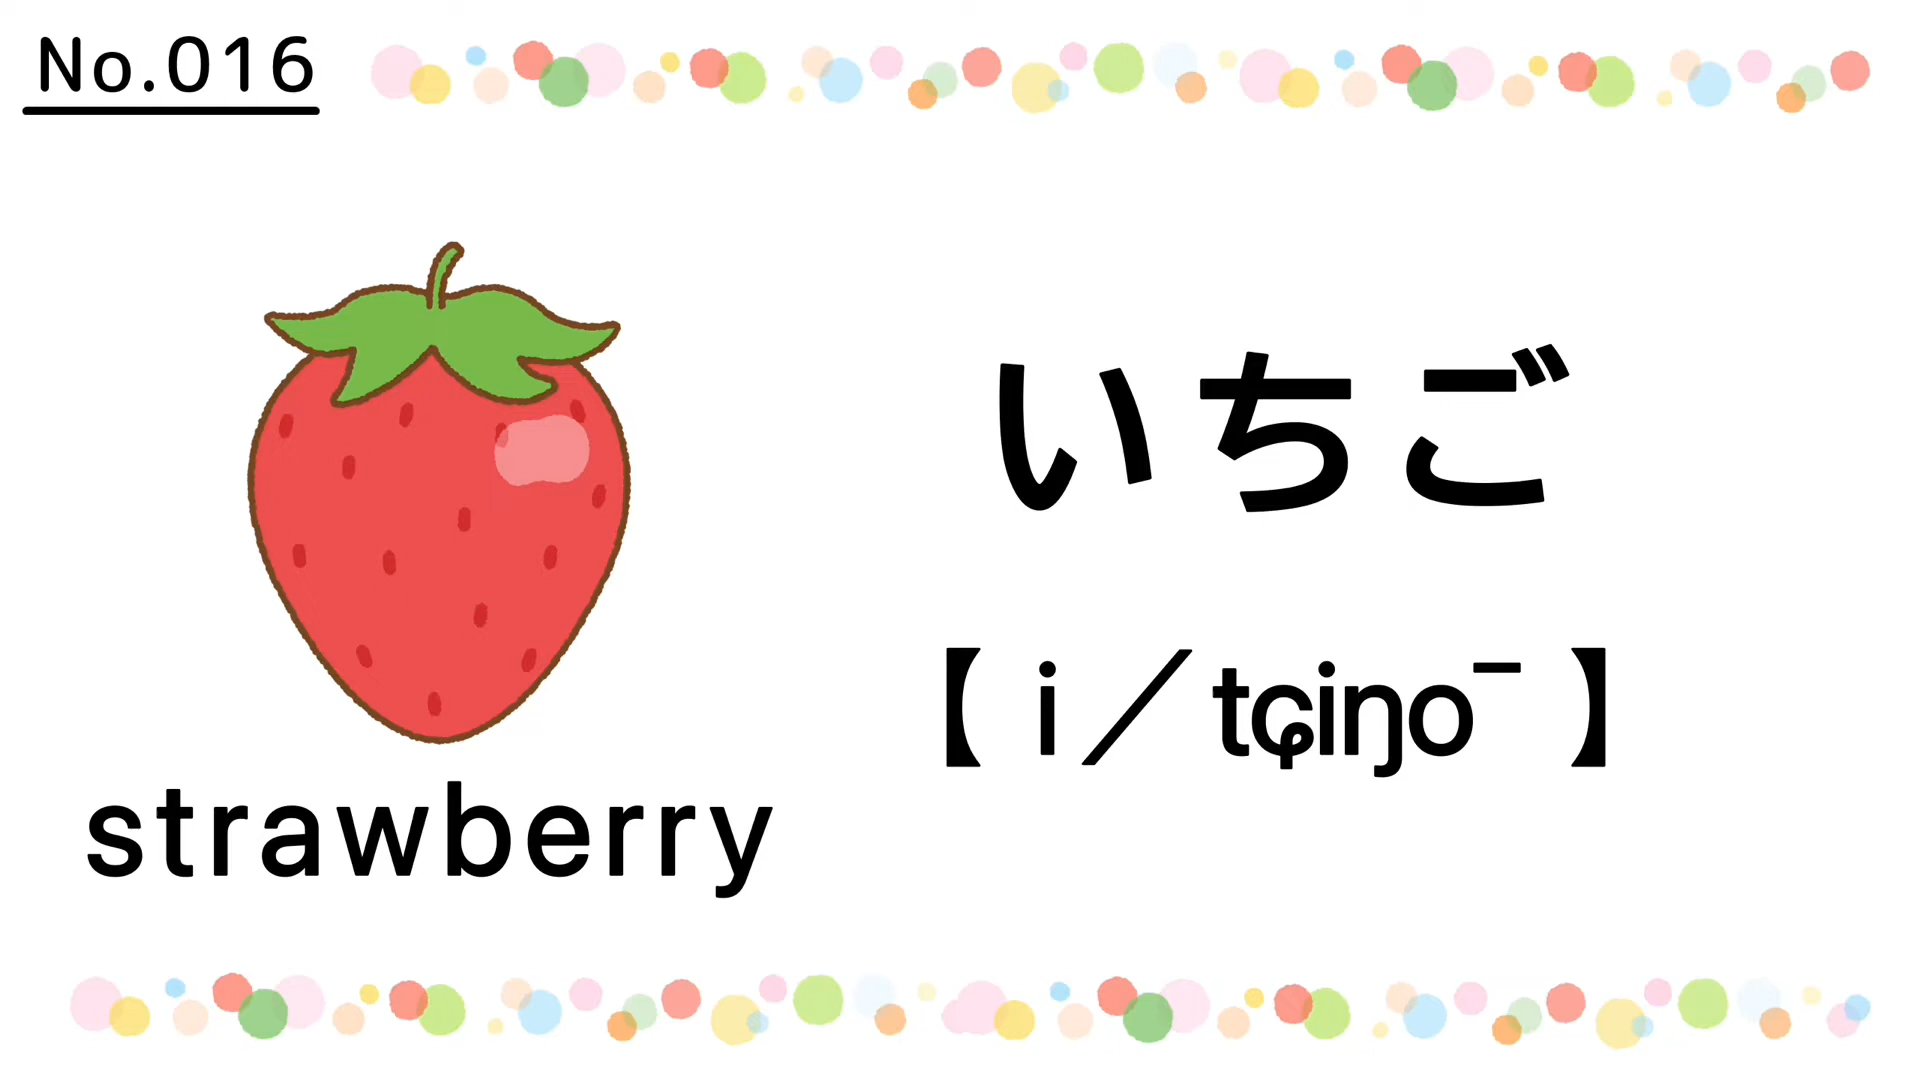 No.016
いちご
【 i／tɕiŋo¯ 】
strawberry